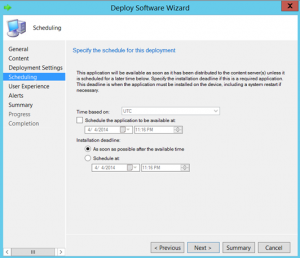 Deploy Software Wizard
Scheduling
General
Content
Deployment Settings
Scheduling
User Experience
Alerts
Summary
Progress
Completion
Specify the schedule for this deployment
This application will be available as soon as it has been distributed to the content server(s) unless it
is scheduled for a later time below. Specify the installation deadline if this is a required application.
This deadline is when the application must be installed on the device, including a system restart if
necessary.
Time based on: UTC
Schedule the application to be available at:
4/ 4/2014 11:15 PM
Installation deadline:
As soon as possible after the available time
Schedule at:
4/ 4/2014 11:15 PM
< Previous Next > Summary Cancel